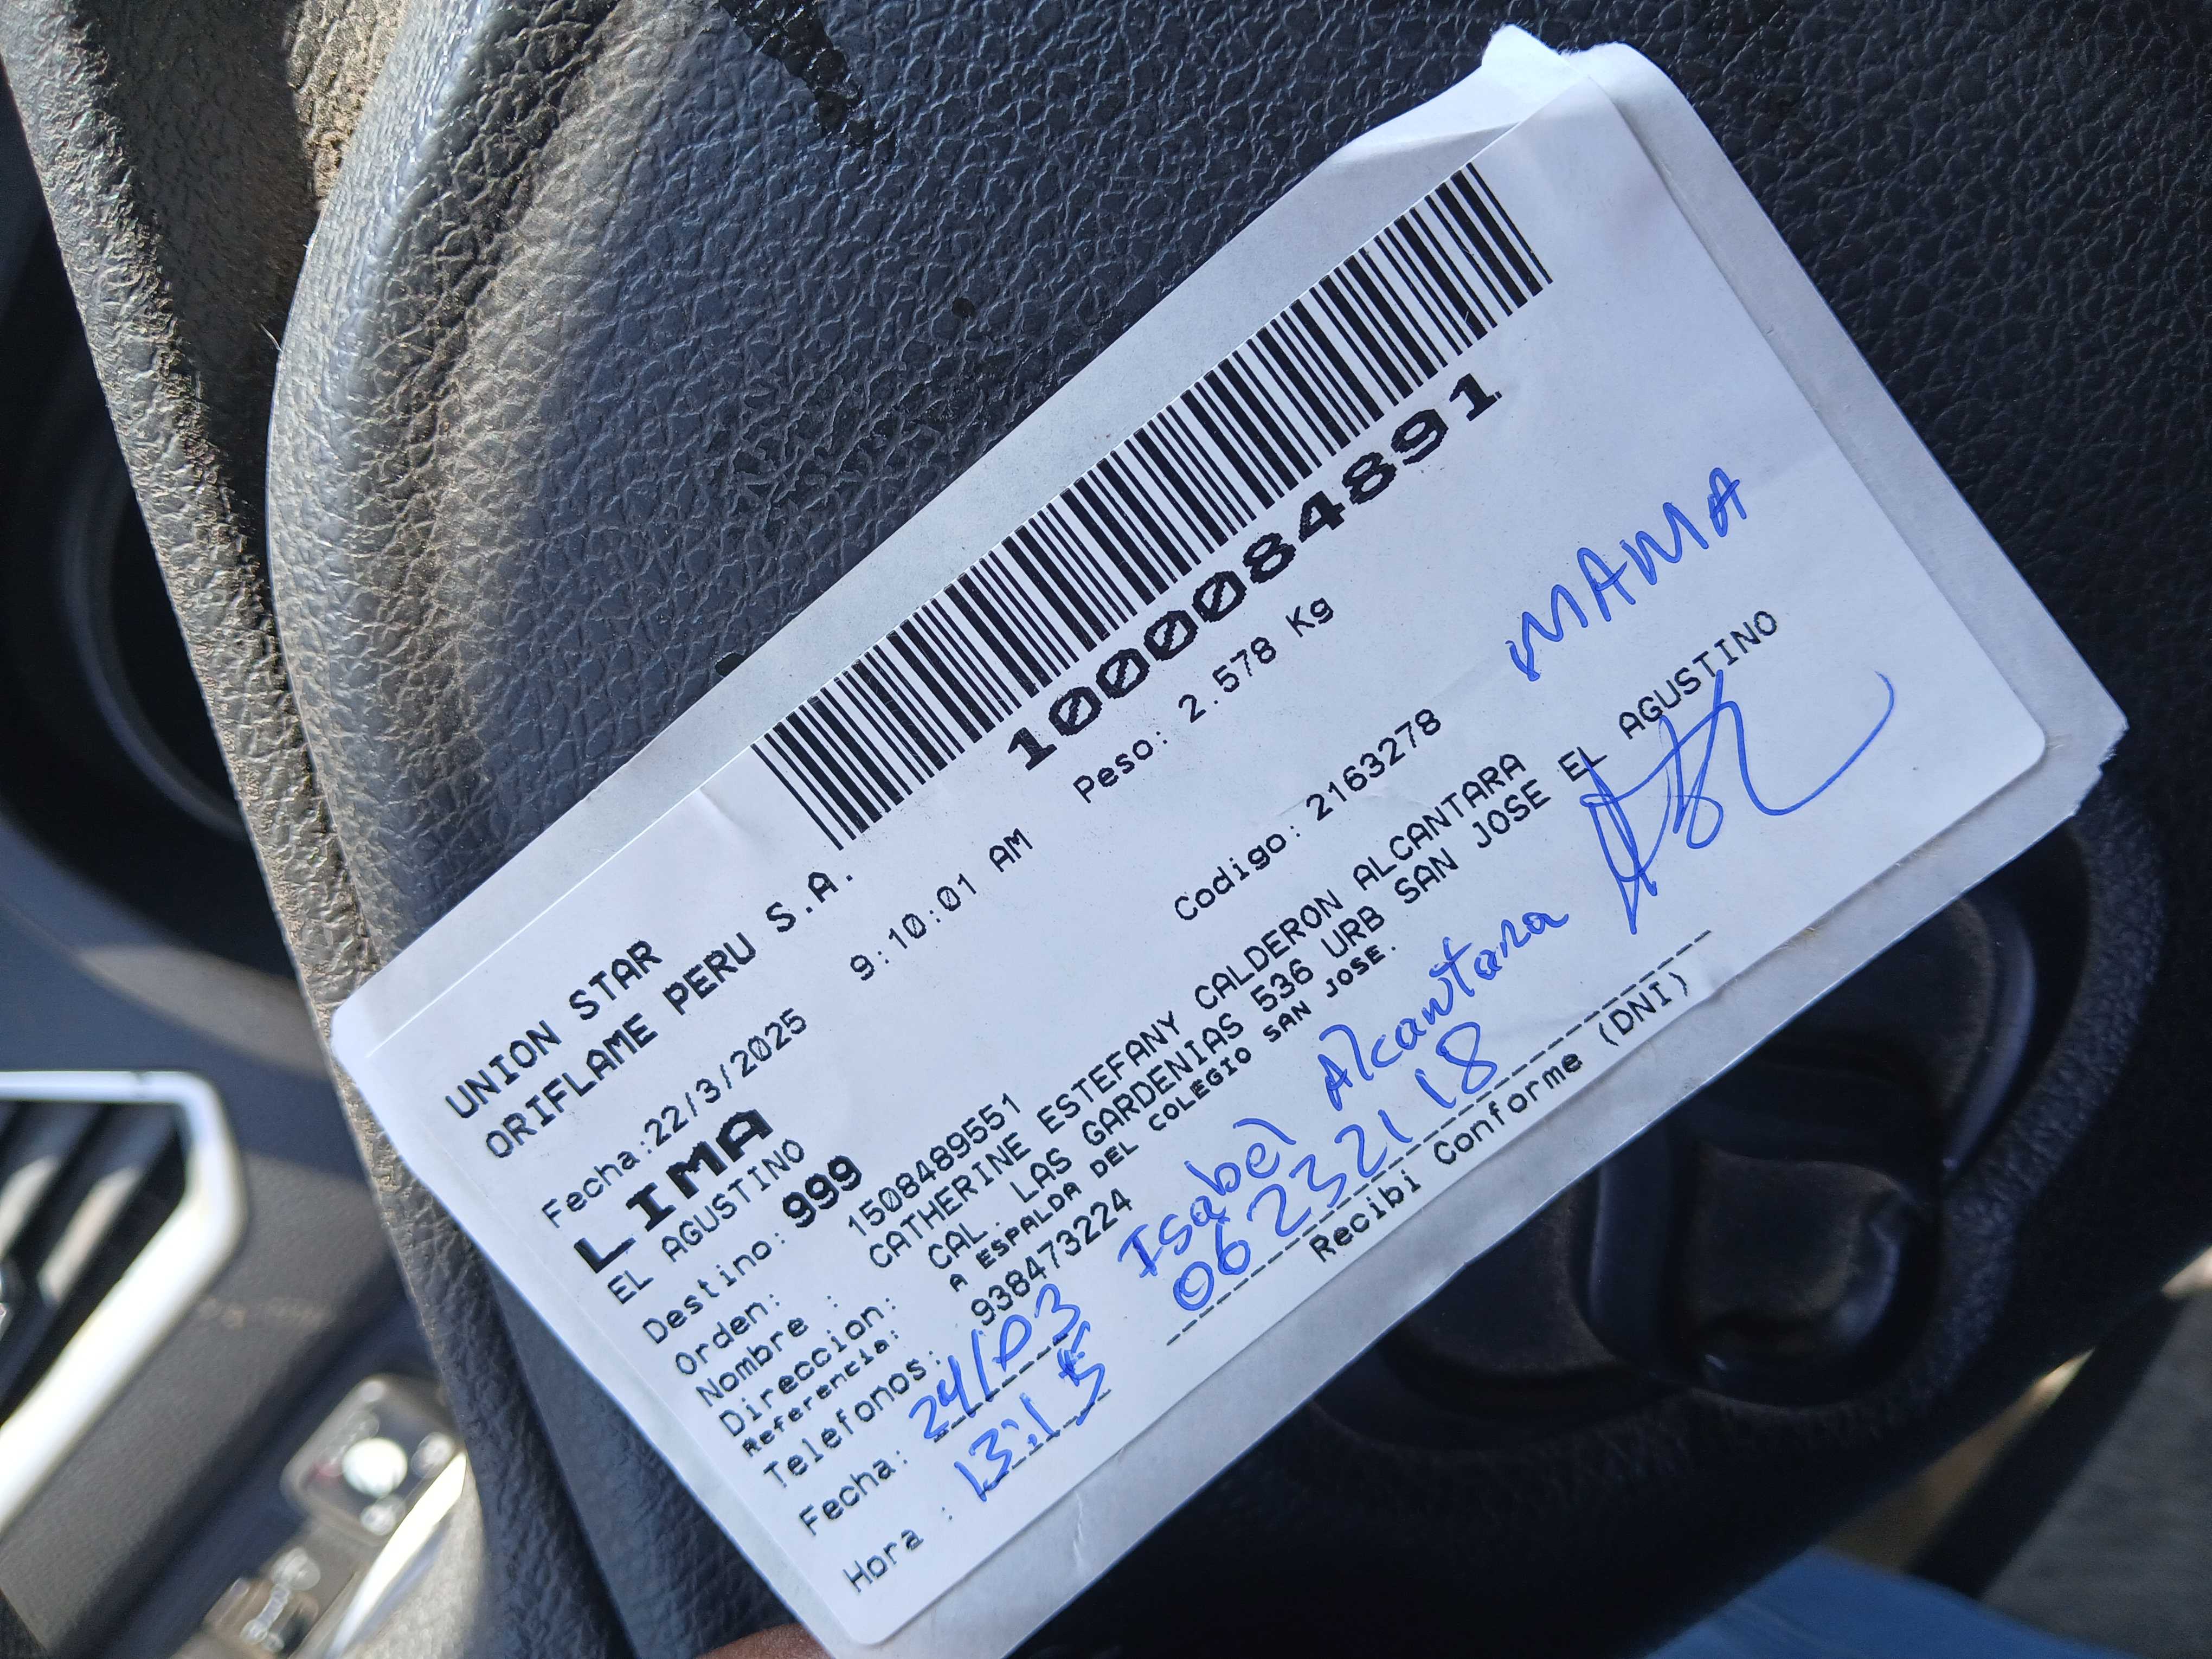 1000084891
UNION STAR
ORIFLAME PERU S.A.
Fecha:22/3/2025 9:10:01 AM Peso: 2.578 Kg
LIMA
EL AGUSTINO
Destino: 999 Codigo: 2163278 MAMA
Orden: 15084889551
Nombre : CATHERINE ESTEFANY CALDERON ALCANTARA
Direccion: CAL. LAS GARDENIAS 536 URB SAN JOSE EL AGUSTINO
Referencia: A ESPALDA DEL COLEGIO SAN JOSE.
Telefonos: 938473224
Isabel Alcantara
Fecha: 24/03 06232118
Hora : 13:15 Recibi Conforme (DNI)